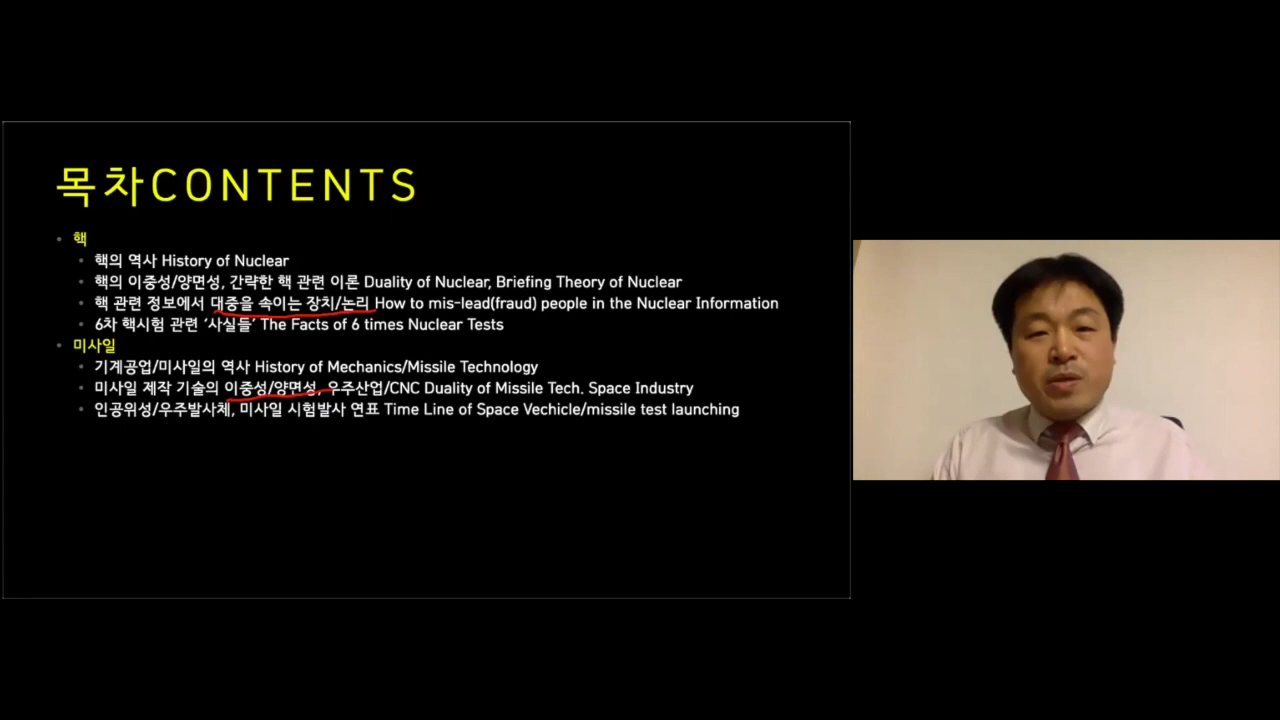 목차CONTENTS
핵
핵의 역사 History of Nuclear
핵의 이중성/양면성, 간략한 핵 관련 이론 Duality of Nuclear, Briefing Theory of Nuclear
핵 관련 정보에서 대중을 속이는 장치/논리 How to mis-lead(fraud) people in the Nuclear Information
6차 핵시험 관련 ‘사실들’ The Facts of 6 times Nuclear Tests
미사일
기계공업/미사일의 역사 History of Mechanics/Missile Technology
미사일 제작 기술의 이중성/양면성, 우주산업/CNC Duality of Missile Tech. Space Industry
인공위성/우주발사체, 미사일 시험발사 연표 Time Line of Space Vechicle/missile test launching